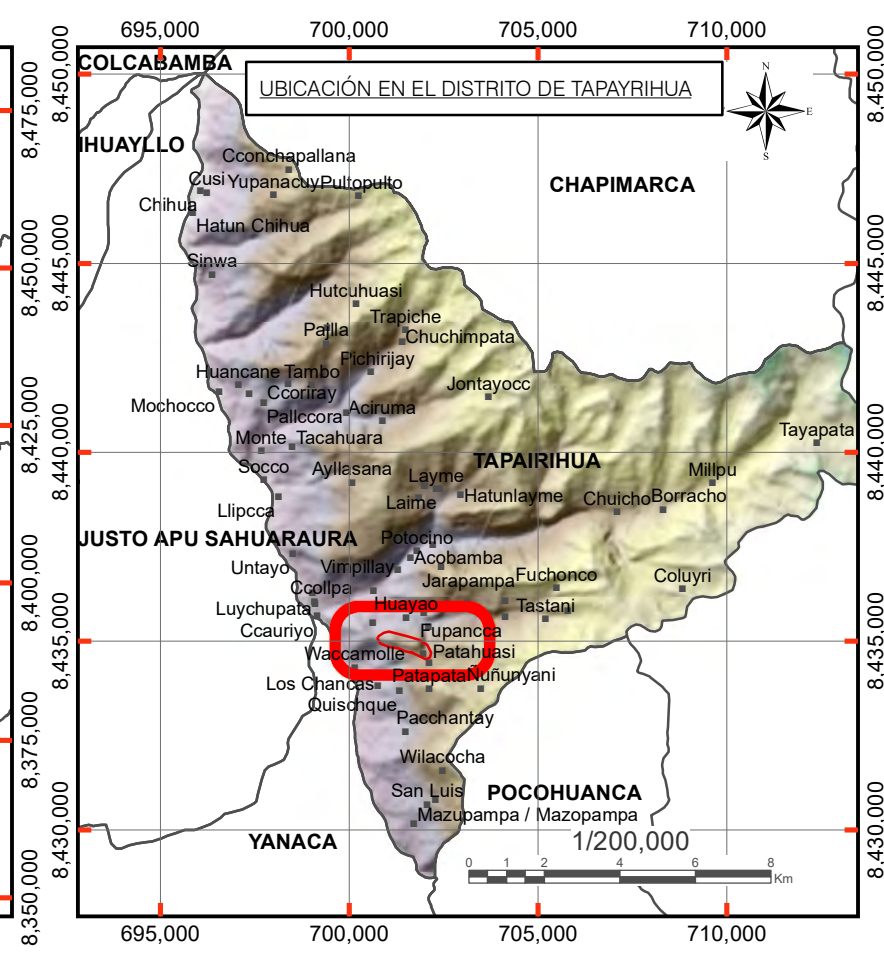 695,000
700,000
705,000
710,000
COLCABAMBA
UBICACIÓN EN EL DISTRITO DE TAPAYRIHUA
N
E
S
8,450,000
8,450,000
8,475,000
IHUAYLLO
Cconchapallana
Cusi
Yupanacuy
Pultopulto
CHAPIMARCA
Chihua
Hatun Chihua
Sinwa
8,445,000
8,445,000
8,450,000
Hutcuhuasi
Trapiche
Pajlla
Chuchimpata
Pichirijay
Huancane
Tambo
Jontayocc
Ccoriray
Mochocco
Pallccora
Aciruma
8,425,000
Monte
Tacahuara
Tayapata
8,440,000
8,440,000
Socco
Ayllasana
TAPAIRIHUA
Layme
Millpu
Llipcca
Laime
Hatunlayme
Chuicho
Borracho
JUSTO APU SAHUARAURA
Potocino
Untayo
Vimpillay
Acobamba
8,400,000
Jarapampa
Fuchonco
Coluyri
Ccollpa
Luychupata
Huayao
Tastani
Ccauriyo
Fupancca
8,435,000
8,435,000
Waccamolle
Patahuasi
Los Chancas
Patapata
Ñuñunyani
Quischque
Pacchantay
8,375,000
Wilacocha
San Luis
POCOHUANCA
Mazupampa / Mazopampa
YANACA
1/200,000
8,430,000
8,430,000
0 1 2 4 6 8
Km
8,350,000
695,000
700,000
705,000
710,000